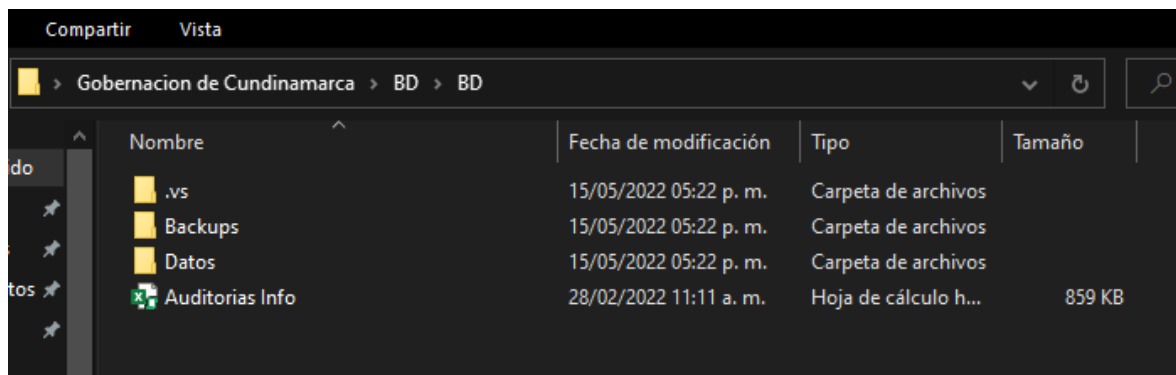 Compartir Vista
Gobernacion de Cundinamarca > BD > BD
Nombre Fecha de modificación Tipo Tamaño
ido
.vs 15/05/2022 05:22 p. m. Carpeta de archivos
Backups 15/05/2022 05:22 p. m. Carpeta de archivos
Datos 15/05/2022 05:22 p. m. Carpeta de archivos
tos Auditorias Info 28/02/2022 11:11 a. m. Hoja de cálculo h... 859 KB